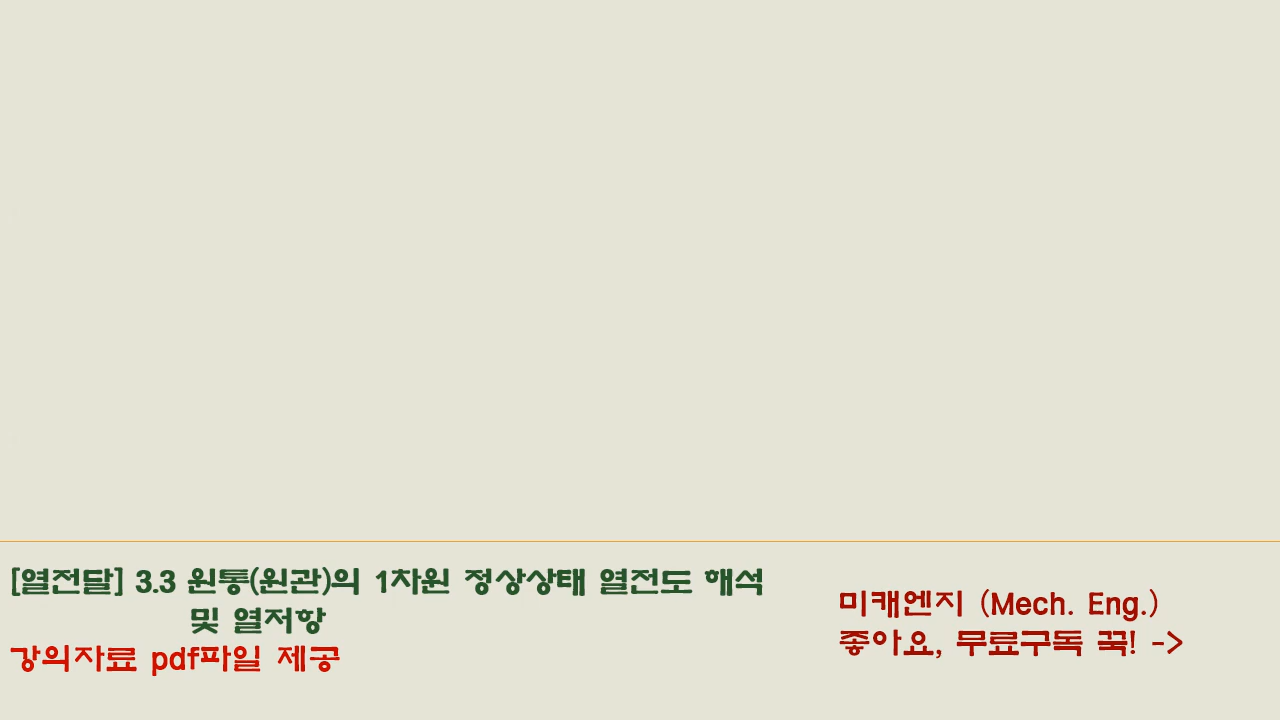 [열전달] 3.3 원통(원관)의 1차원 정상상태 열전도 해석
및 열저항
강의자료 pdf파일 제공
미캐엔지 (Mech. Eng.)
좋아요, 무료구독 꾹! ->